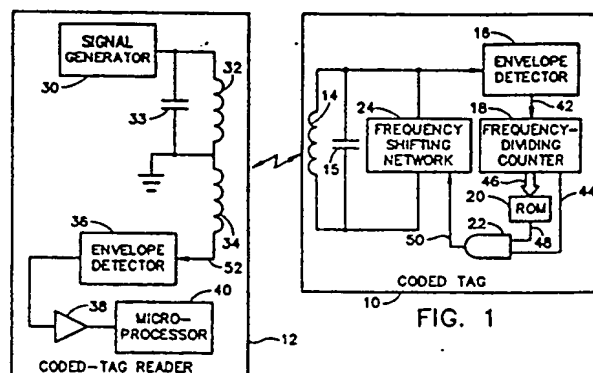 SIGNAL
GENERATOR
30
32
33
34
36
ENVELOPE
DETECTOR
52
38
40
MICRO-
PROCESSOR
12
CODED-TAG READER
16
ENVELOPE
DETECTOR
14
15
24
42
18
FREQUENCY
SHIFTING
NETWORK
FREQUENCY-
DIVIDING
COUNTER
46
44
20
ROM
50
22
48
CODED TAG
10
FIG. 1